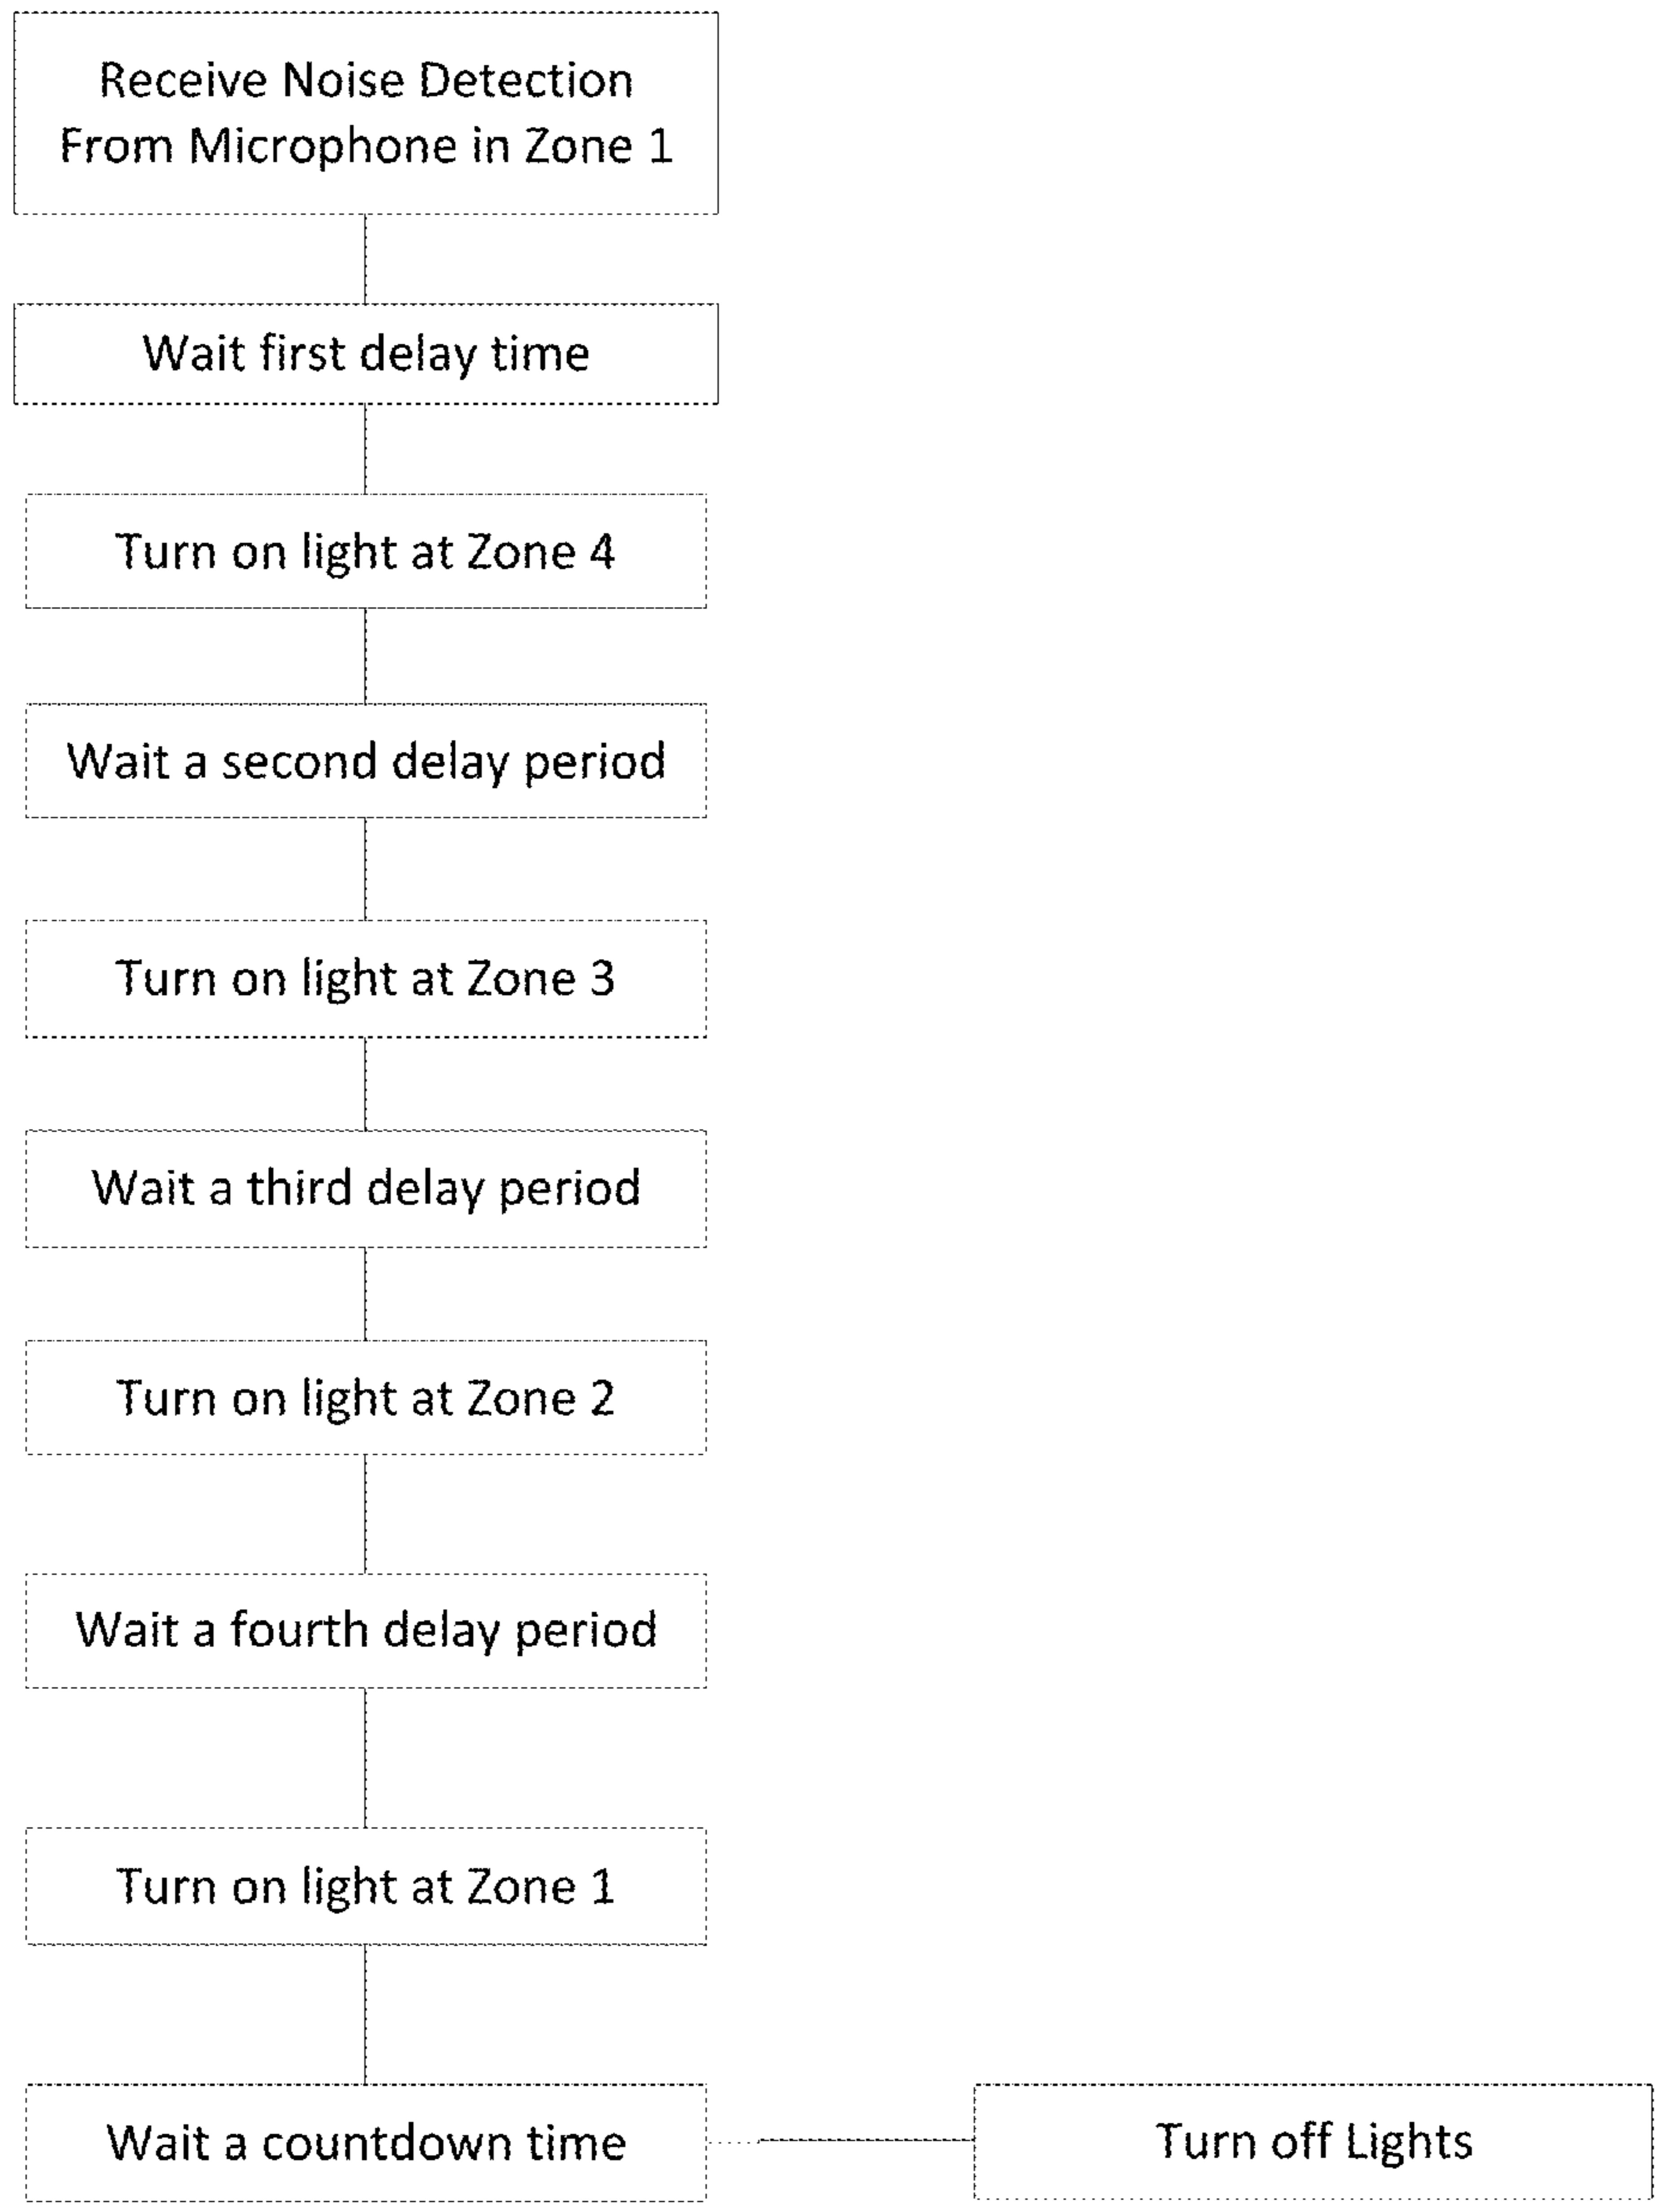 Receive Noise Detection
From Microphone in Zone 1
Wait first delay time
Turn on light at Zone 4
Wait a second delay period
Turn on light at Zone 3
Wait a third delay period
Turn on light at Zone 2
Wait a fourth delay period
Turn on light at Zone 1
Wait a countdown time
Turn off Lights